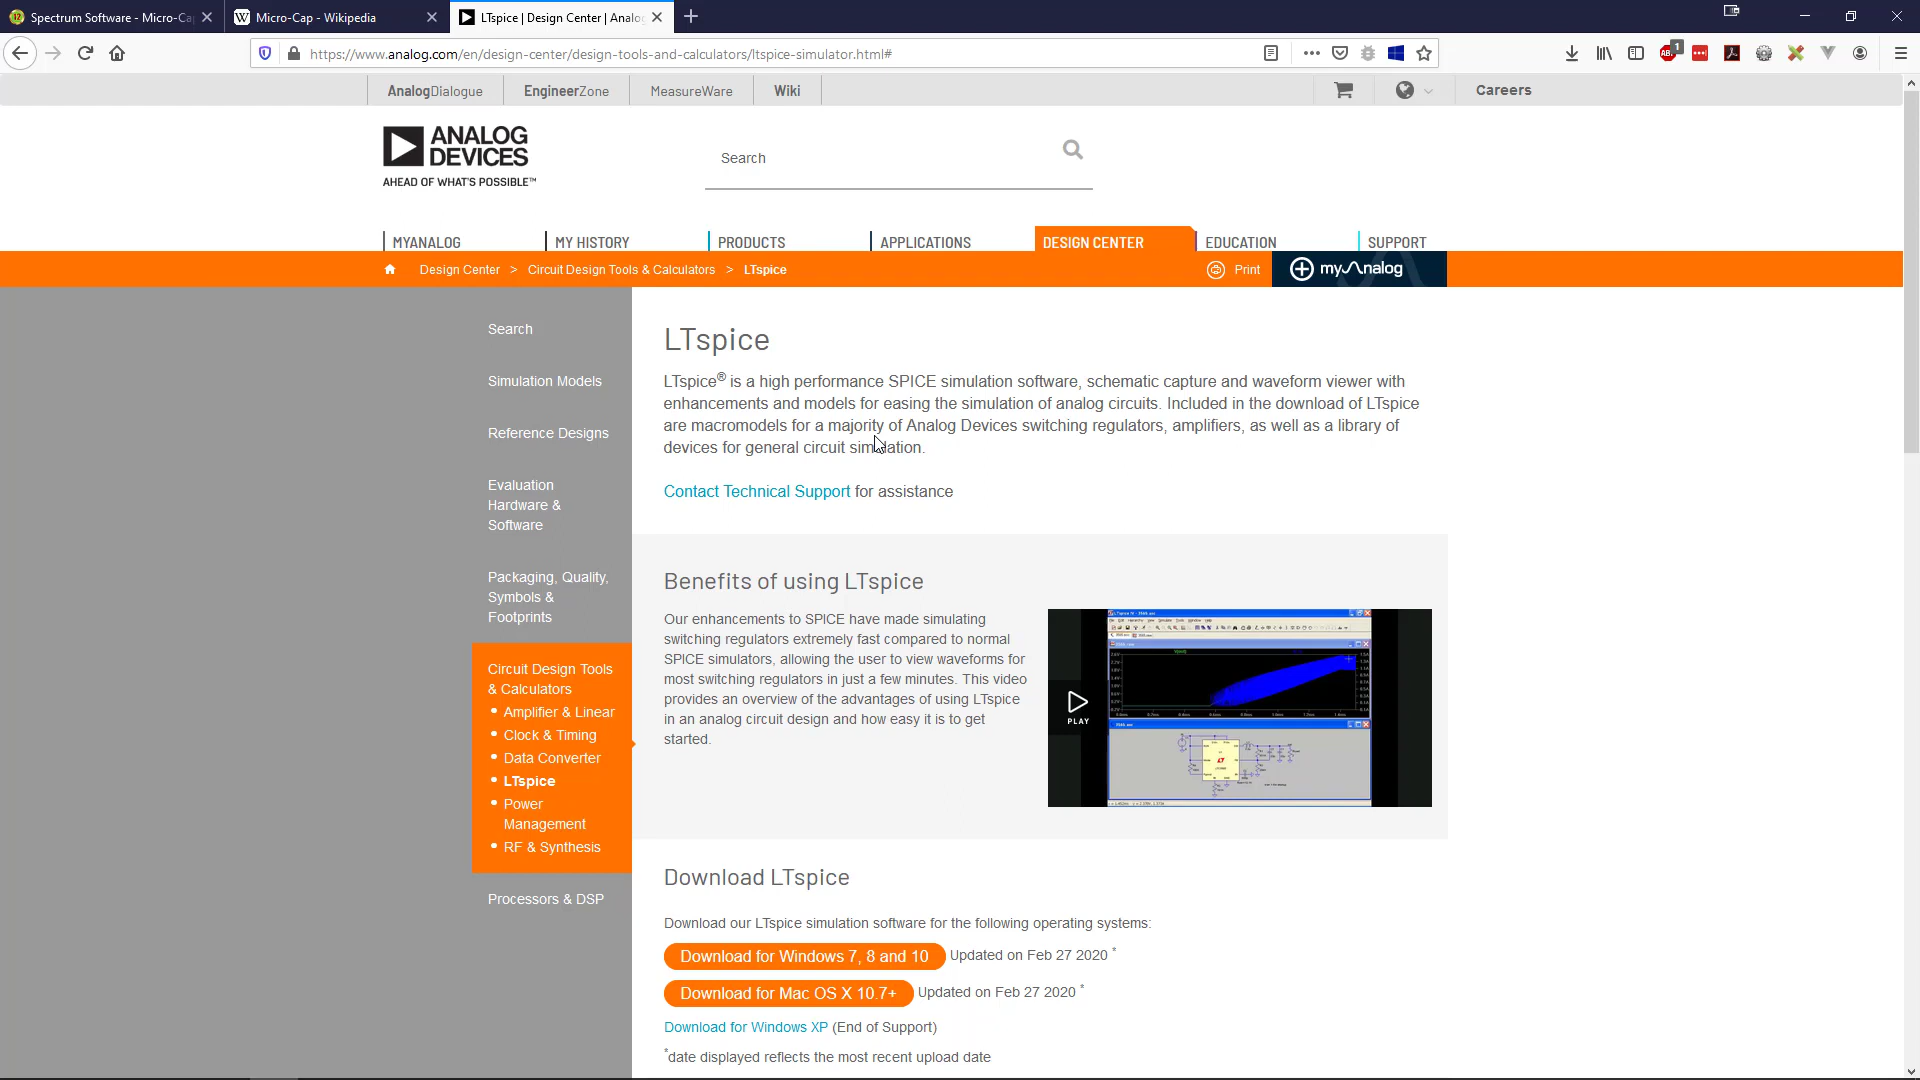 Spectrum Software - Micro-Ca
Micro-Cap - Wikipedia
LTspice | Design Center | Analog
https://www.analog.com/en/design-center/design-tools-and-calculators/ltspice-simulator.html#
1
AnalogDialogue
EngineerZone
MeasureWare
Wiki
Careers
ANALOG
DEVICES
AHEAD OF WHAT'S POSSIBLE™
Search
MYANALOG
MY HISTORY
PRODUCTS
APPLICATIONS
DESIGN CENTER
EDUCATION
SUPPORT
Design Center > Circuit Design Tools & Calculators > LTspice
Print
myAnalog
Search
Simulation Models
Reference Designs
Evaluation
Hardware &
Software
Packaging, Quality,
Symbols &
Footprints
Circuit Design Tools
& Calculators
• Amplifier & Linear
• Clock & Timing
• Data Converter
• LTspice
• Power
Management
• RF & Synthesis
Processors & DSP
LTspice
LTspice® is a high performance SPICE simulation software, schematic capture and waveform viewer with
enhancements and models for easing the simulation of analog circuits. Included in the download of LTspice
are macromodels for a majority of Analog Devices switching regulators, amplifiers, as well as a library of
devices for general circuit simulation.
Contact Technical Support for assistance
Benefits of using LTspice
Our enhancements to SPICE have made simulating
switching regulators extremely fast compared to normal
SPICE simulators, allowing the user to view waveforms for
most switching regulators in just a few minutes. This video
provides an overview of the advantages of using LTspice
in an analog circuit design and how easy it is to get
started.
PLAY
Download LTspice
Download our LTspice simulation software for the following operating systems:
Download for Windows 7, 8 and 10 Updated on Feb 27 2020 *
Download for Mac OS X 10.7+ Updated on Feb 27 2020 *
Download for Windows XP (End of Support)
*date displayed reflects the most recent upload date